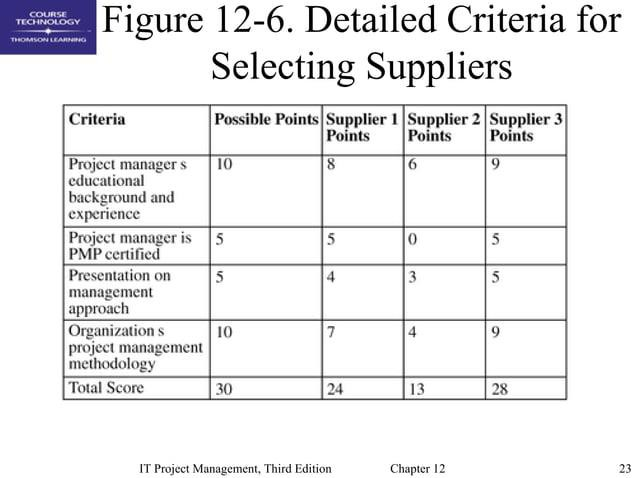 COURSE
TECHNOLOGY
THOMSON LEARNING
Figure 12-6. Detailed Criteria for
Selecting Suppliers
Criteria Possible Points Supplier 1 Points Supplier 2 Points Supplier 3 Points
Project manager s educational background and experience 10 8 6 9
Project manager is PMP certified 5 5 0 5
Presentation on management approach 5 4 3 5
Organization s project management methodology 10 7 4 9
Total Score 30 24 13 28
IT Project Management, Third Edition Chapter 12 23